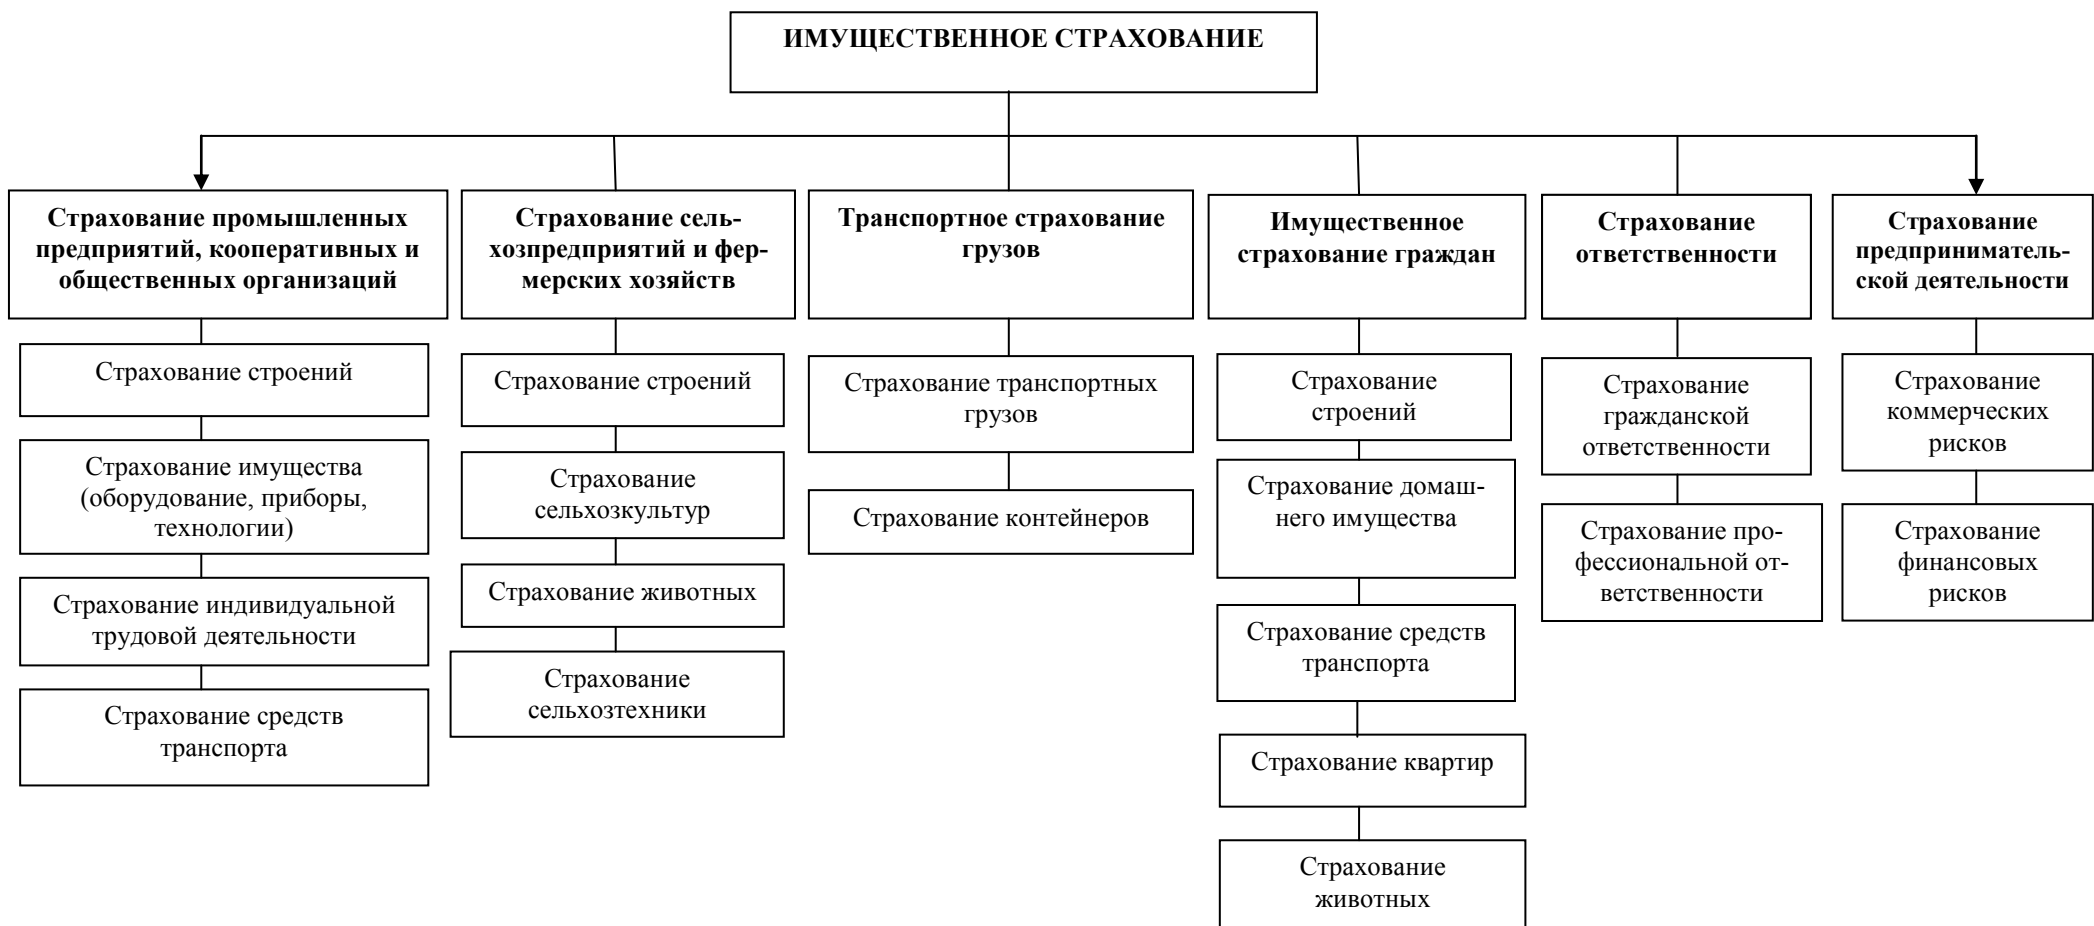 ИМУЩЕСТВЕННОЕ СТРАХОВАНИЕ
Страхование промышленных
предприятий, кооперативных и
общественных организаций
Страхование строений
Страхование имущества
(оборудование, приборы,
технологии)
Страхование индивидуальной
трудовой деятельности
Страхование средств
транспорта
Страхование сель-
хозпредприятий и фер-
мерских хозяйств
Страхование строений
Страхование
сельхозкультур
Страхование животных
Страхование
сельхозтехники
Транспортное страхование
грузов
Страхование транспортных
грузов
Страхование контейнеров
Имущественное
страхование граждан
Страхование
строений
Страхование домаш-
него имущества
Страхование средств
транспорта
Страхование квартир
Страхование
животных
Страхование
ответственности
Страхование
гражданской
ответственности
Страхование про-
фессиональной от-
ветственности
Страхование
предприниматель-
ской деятельности
Страхование
коммерческих
рисков
Страхование
финансовых
рисков